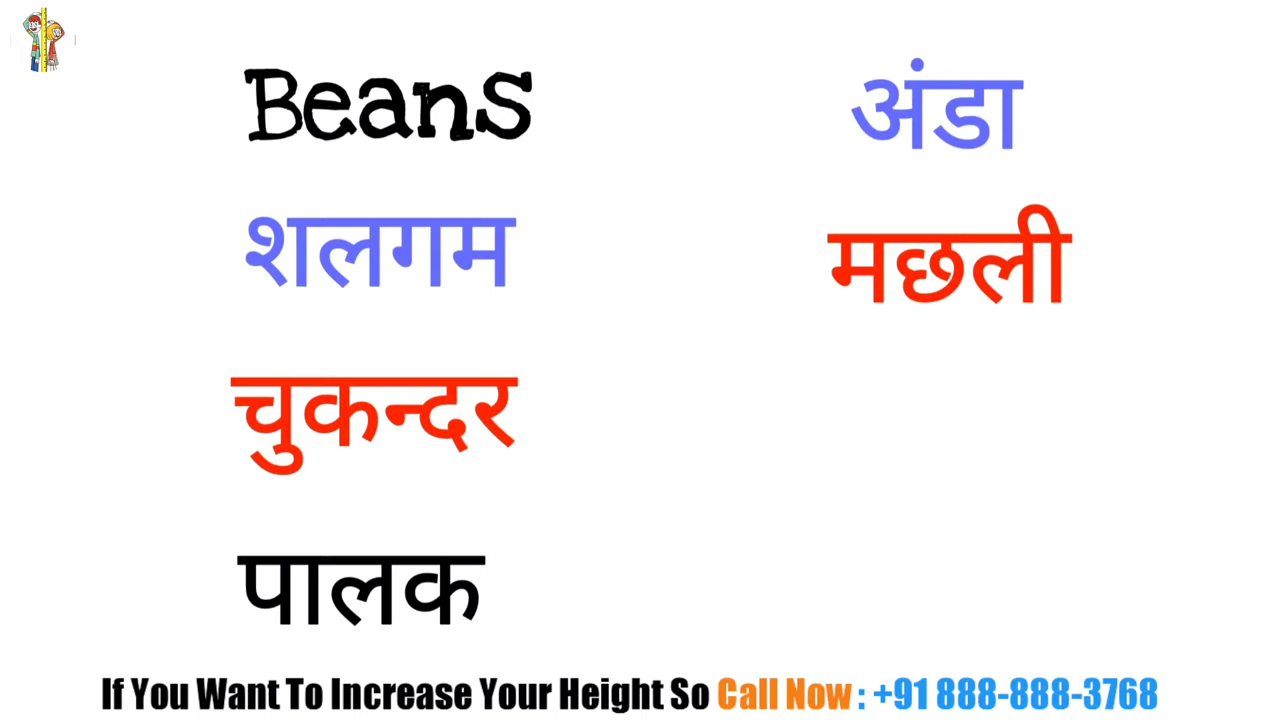 Beans
शलगम
चुकन्दर
पालक
अंडा
मछली
If You Want To Increase Your Height So Call Now : +91 888-888-3768